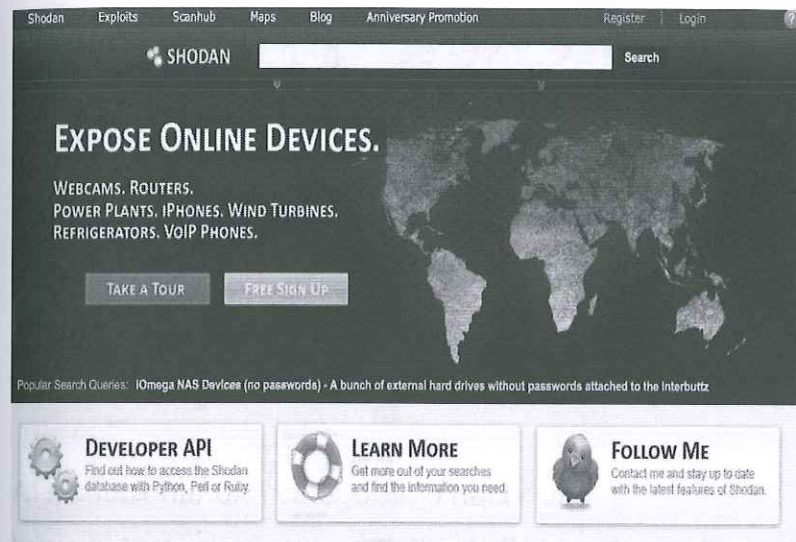 Shodan Exploits Scanhub Maps Blog Anniversary Promotion Register Login ?
SHODAN Search
EXPOSE ONLINE DEVICES.
WEBCAMS. ROUTERS.
POWER PLANTS. IPHONES. WIND TURBINES.
REFRIGERATORS. VOIP PHONES.
TAKE A TOUR FREE SIGN UP
Popular Search Queries: iOmega NAS Devices (no passwords) - A bunch of external hard drives without passwords attached to the Interbuttz
DEVELOPER API
Find out how to access the Shodan
database with Python, Perl or Ruby.
LEARN MORE
Get more out of your searches
and find the information you need.
FOLLOW ME
Contact me and stay up to date
with the latest features of Shodan.